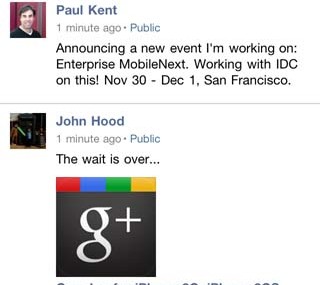 Paul Kent
1 minute ago • Public
Announcing a new event I'm working on:
Enterprise MobileNext. Working with IDC
on this! Nov 30 - Dec 1, San Francisco.
John Hood
1 minute ago • Public
The wait is over...
g+